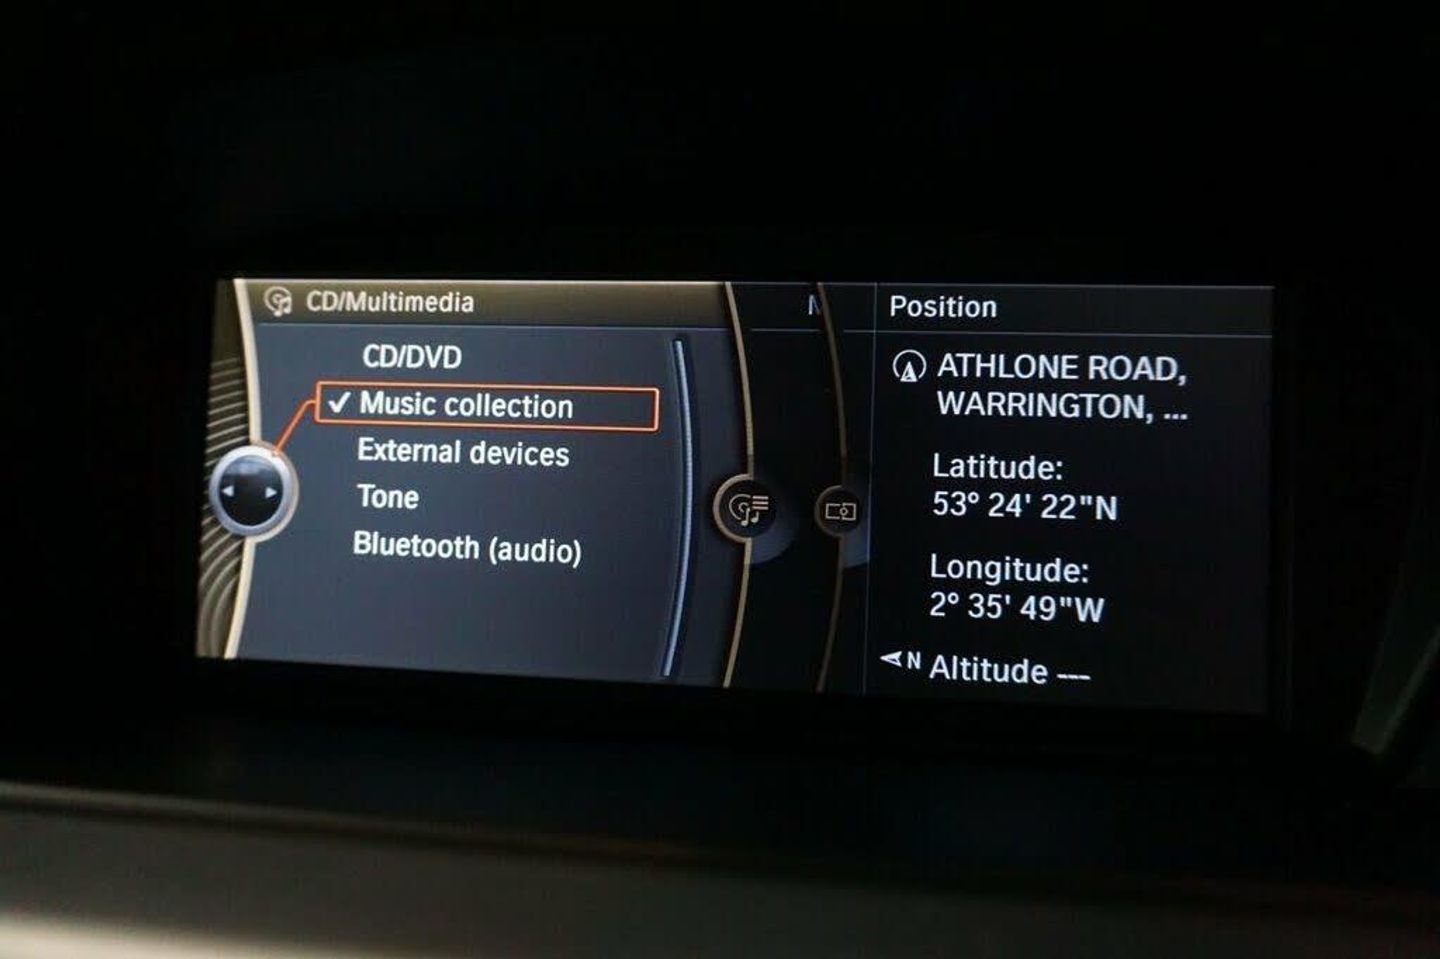 CD/Multimedia
CD/DVD
✓ Music collection
External devices
Tone
Bluetooth (audio)
Position
ATHLONE ROAD,
WARRINGTON, ...
Latitude:
53° 24' 22"N
Longitude:
2° 35' 49"W
N Altitude ---